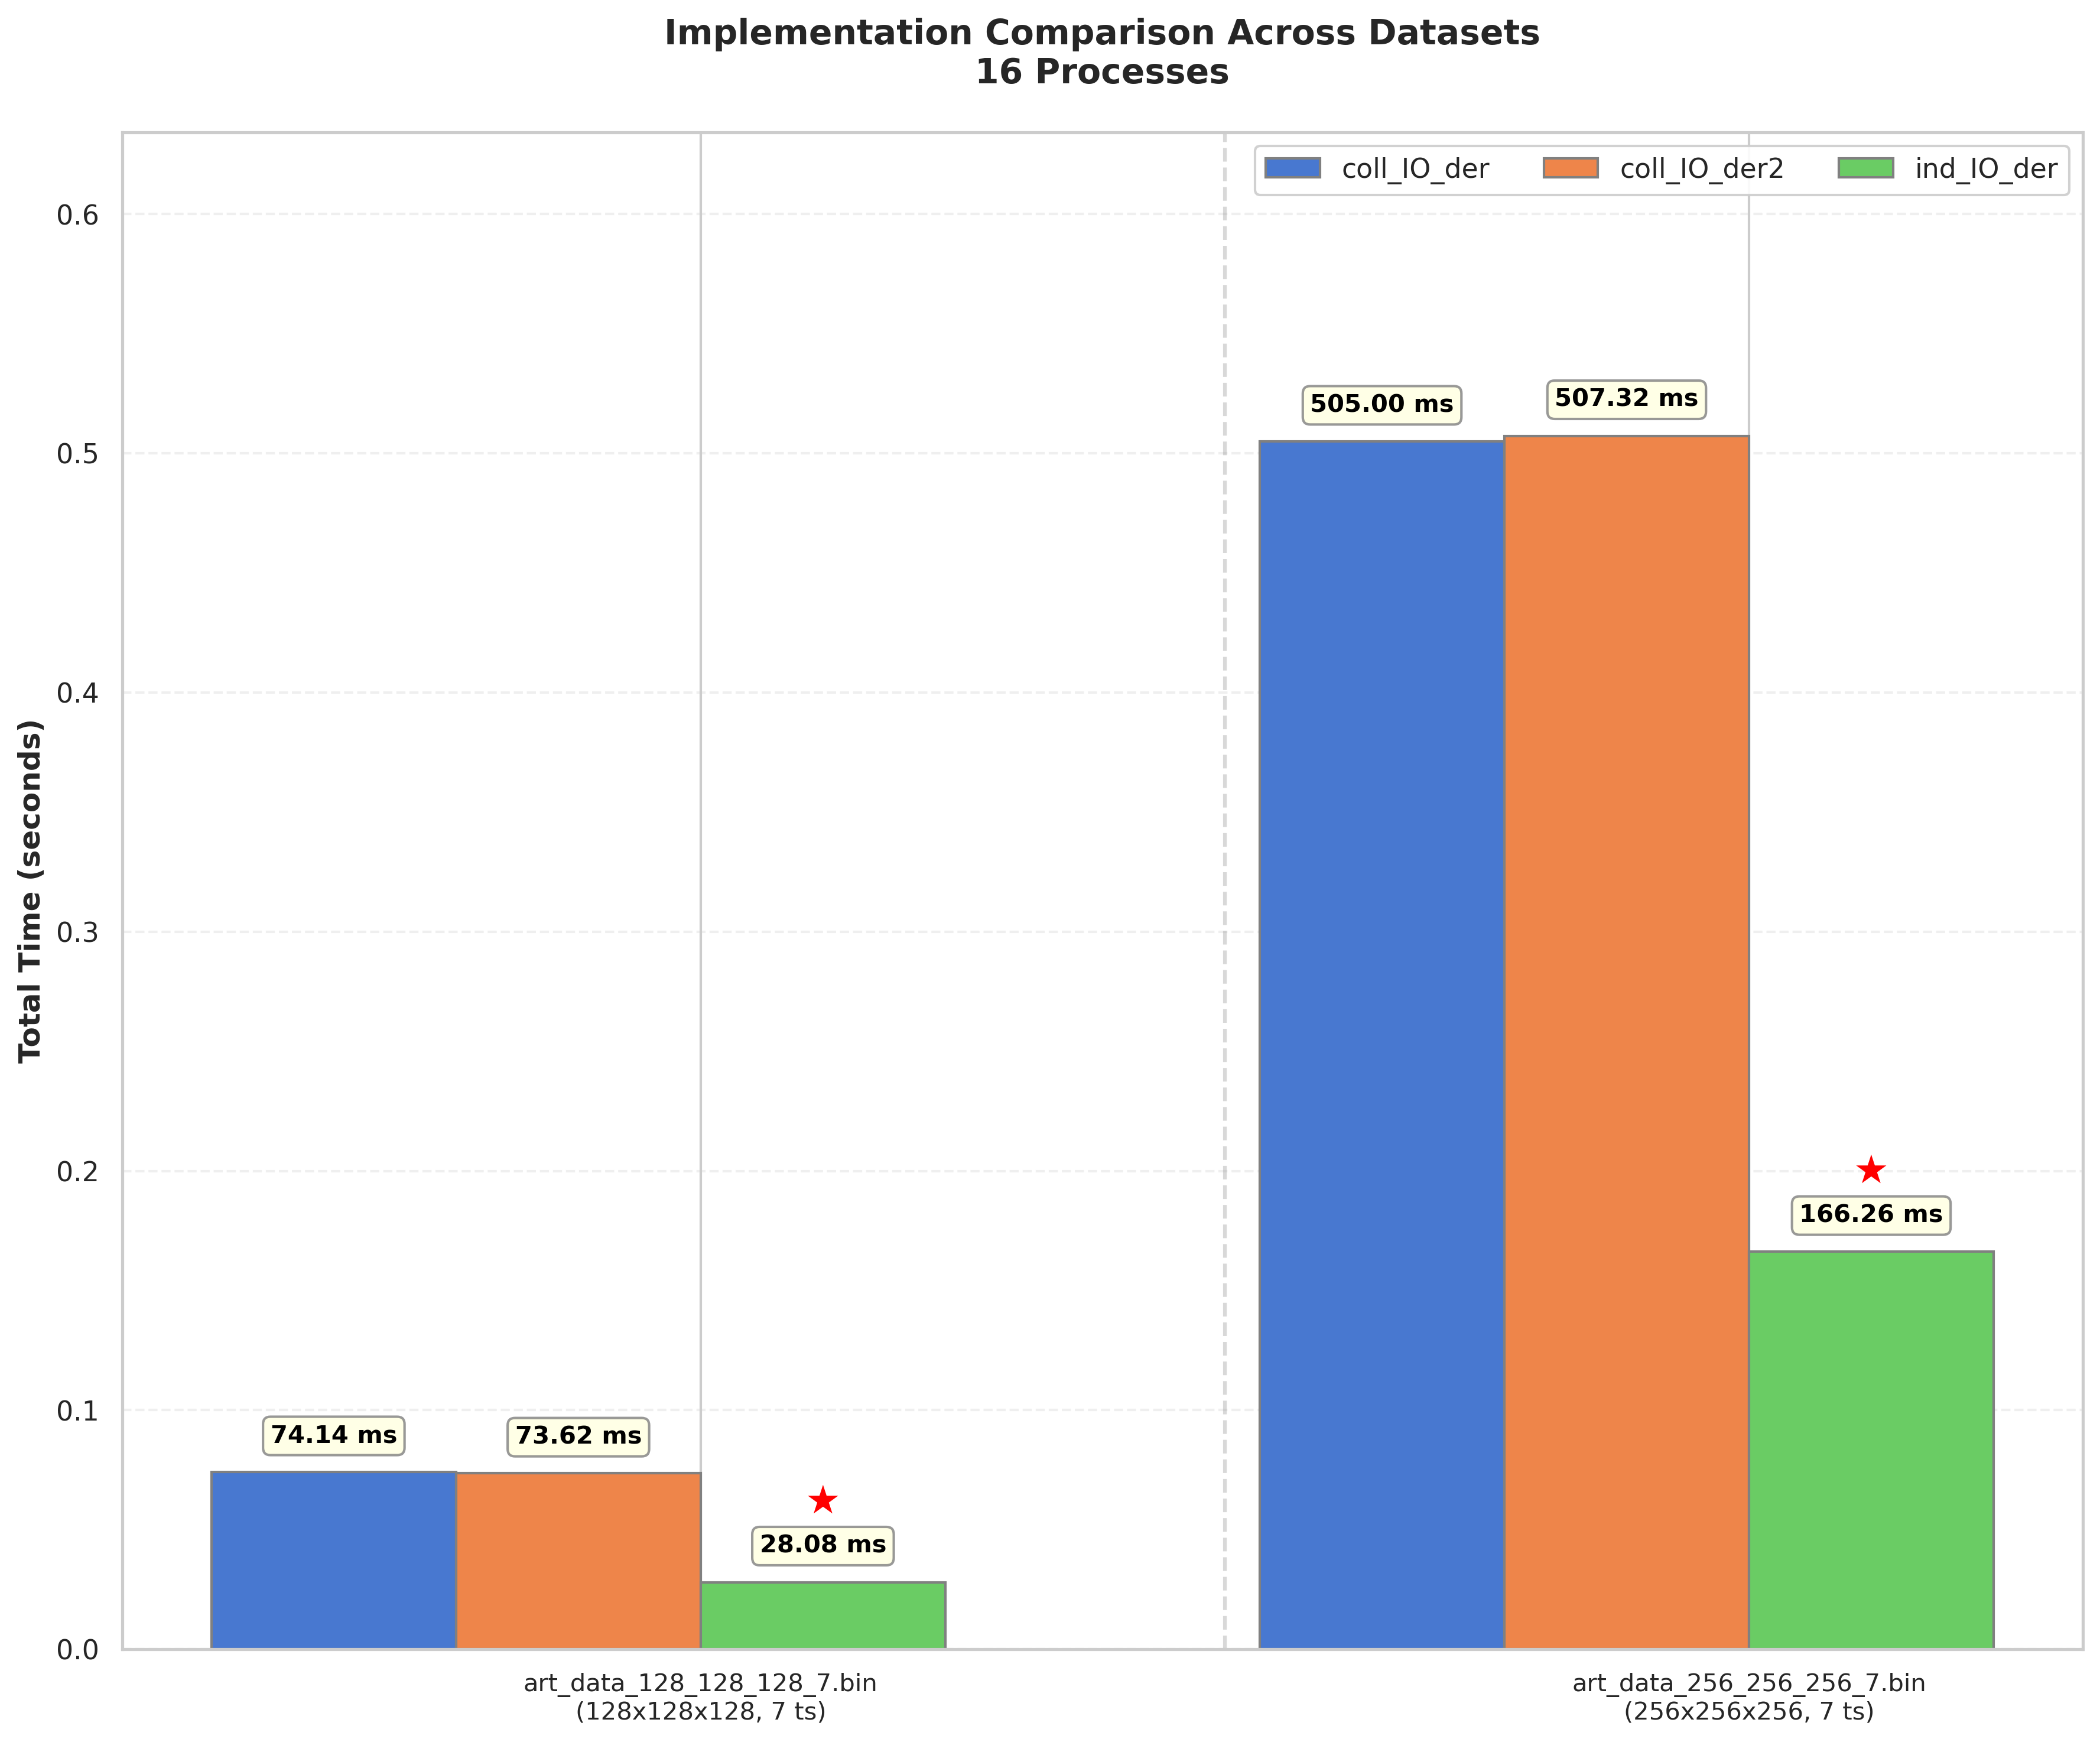 Implementation Comparison Across Datasets
16 Processes
coll_IO_der
coll_IO_der2
ind_IO_der
Total Time (seconds)
0.6
0.5
0.4
0.3
0.2
0.1
0.0
505.00 ms
507.32 ms
166.26 ms
74.14 ms
73.62 ms
28.08 ms
art_data_128_128_128_7.bin
(128x128x128, 7 ts)
art_data_256_256_256_7.bin
(256x256x256, 7 ts)